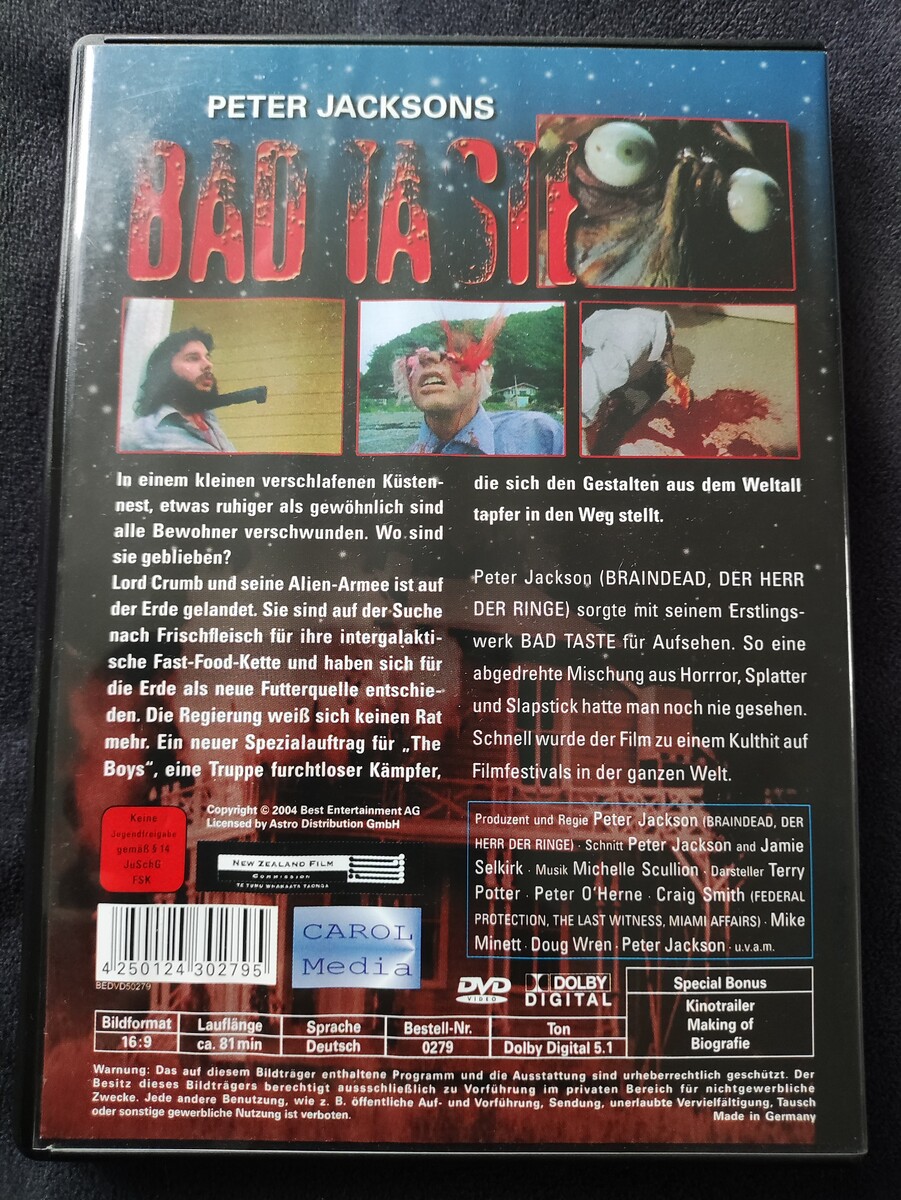 PETER JACKSONS
BAD TASTE
In einem kleinen verschlafenen Küsten-
nest, etwas ruhiger als gewöhnlich sind
alle Bewohner verschwunden. Wo sind
sie geblieben?
Lord Crumb und seine Alien-Armee ist auf
der Erde gelandet. Sie sind auf der Suche
nach Frischfleisch für ihre intergalakti-
sche Fast-Food-Kette und haben sich für
die Erde als neue Futterquelle entschie-
den. Die Regierung weiß sich keinen Rat
mehr. Ein neuer Spezialauftrag für „The
Boys“, eine Truppe furchtloser Kämpfer,
die sich den Gestalten aus dem Weltall
tapfer in den Weg stellt.
Peter Jackson (BRAINDEAD, DER HERR
DER RINGE) sorgte mit seinem Erstlings-
werk BAD TASTE für Aufsehen. So eine
abgedrehte Mischung aus Horrror, Splatter
und Slapstick hatte man noch nie gesehen.
Schnell wurde der Film zu einem Kulthit auf
Filmfestivals in der ganzen Welt.
Keine
Jugendfreigabe
gemäß § 14
JuSchG
FSK
Copyright © 2004 Best Entertainment AG
Licensed by Astro Distribution GmbH
NEW ZEALAND FILM
COMMISSION
TE TUMU WHAKAATA TAONGA
Produzent und Regie Peter Jackson (BRAINDEAD, DER
HERR DER RINGE) · Schnitt Peter Jackson and Jamie
Selkirk · Musik Michelle Scullion · Darsteller Terry
Potter · Peter O'Herne · Craig Smith (FEDERAL
PROTECTION, THE LAST WITNESS, MIAMI AFFAIRS) · Mike
Minett · Doug Wren · Peter Jackson · u.v.a.m.
4 250124 302795
BEDVD50279
CAROL
Media
DVD
VIDEO
DOLBY
DIGITAL
Special Bonus
Kinotrailer
Making of
Biografie
Bildformat Lauflänge Sprache Bestell-Nr. Ton
16:9 ca. 81 min Deutsch 0279 Dolby Digital 5.1
Warnung: Das auf diesem Bildträger enthaltene Programm und die Ausstattung sind urheberrechtlich geschützt. Der
Besitz dieses Bildträgers berechtigt aussschließlich zu Vorführung im privaten Bereich für nichtgewerbliche
Zwecke. Jede andere Benutzung, wie z. B. öffentliche Auf- und Vorführung, Sendung, unerlaubte Vervielfältigung, Tausch
oder sonstige gewerbliche Nutzung ist verboten. Made in Germany